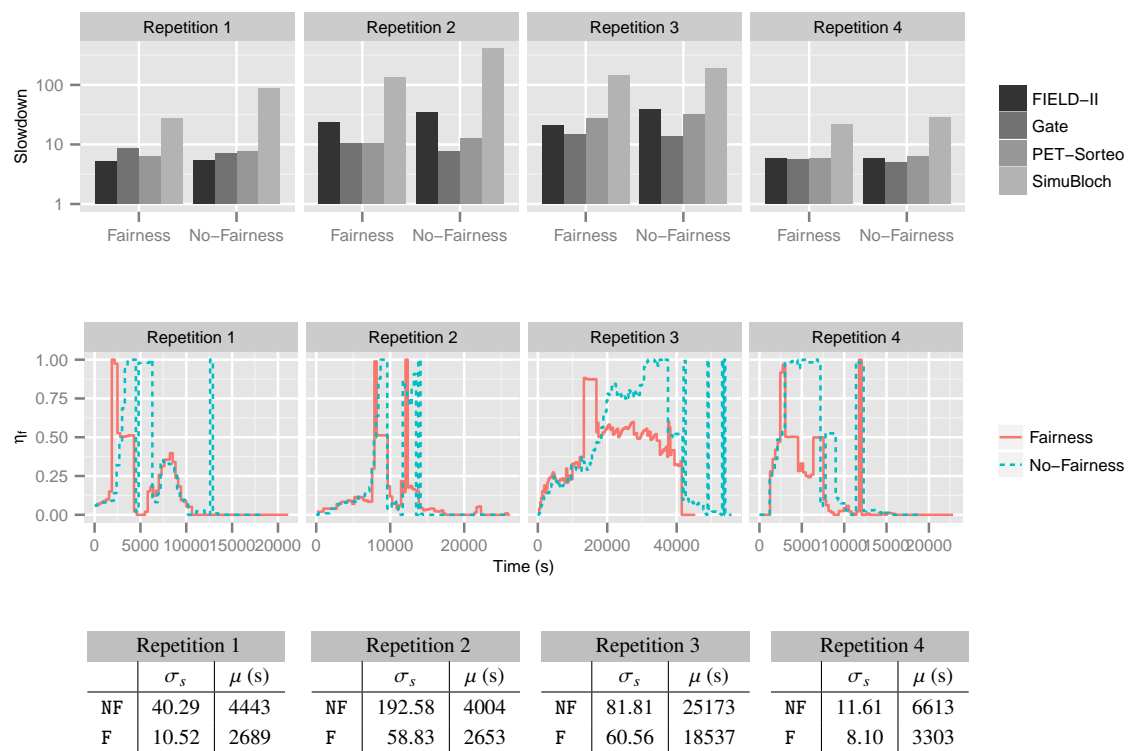 Repetition 1 Repetition 2 Repetition 3 Repetition 4
Slowdown
100
10
1
Fairness No−Fairness Fairness No−Fairness Fairness No−Fairness Fairness No−Fairness
FIELD−II
Gate
PET−Sorteo
SimuBloch
Repetition 1 Repetition 2 Repetition 3 Repetition 4
ηf
1.00
0.75
0.50
0.25
0.00
0 5000 10000 15000 20000 0 10000 20000 0 20000 40000 0 5000 10000 15000 20000
Time (s)
Fairness
No−Fairness
Repetition 1 Repetition 2 Repetition 3 Repetition 4
σs μ (s) σs μ (s) σs μ (s) σs μ (s)
NF 40.29 4443 NF 192.58 4004 NF 81.81 25173 NF 11.61 6613
F 10.52 2689 F 58.83 2653 F 60.56 18537 F 8.10 3303